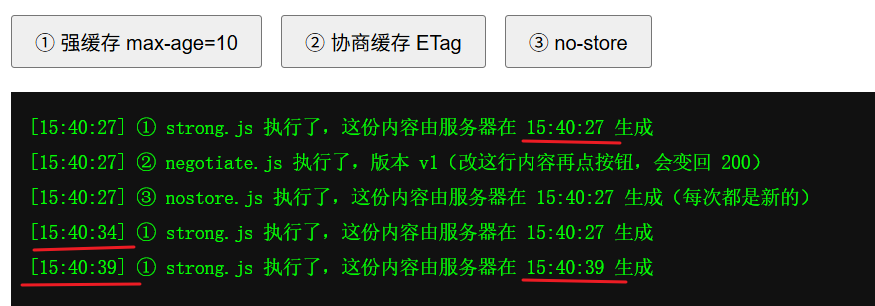 ① 强缓存 max-age=10 ② 协商缓存 ETag ③ no-store
[15:40:27] ① strong.js 执行了，这份内容由服务器在 15:40:27 生成
[15:40:27] ② negotiate.js 执行了，版本 v1（改这行内容再点按钮，会变回 200）
[15:40:27] ③ nostore.js 执行了，这份内容由服务器在 15:40:27 生成（每次都是新的）
[15:40:34] ① strong.js 执行了，这份内容由服务器在 15:40:27 生成
[15:40:39] ① strong.js 执行了，这份内容由服务器在 15:40:39 生成